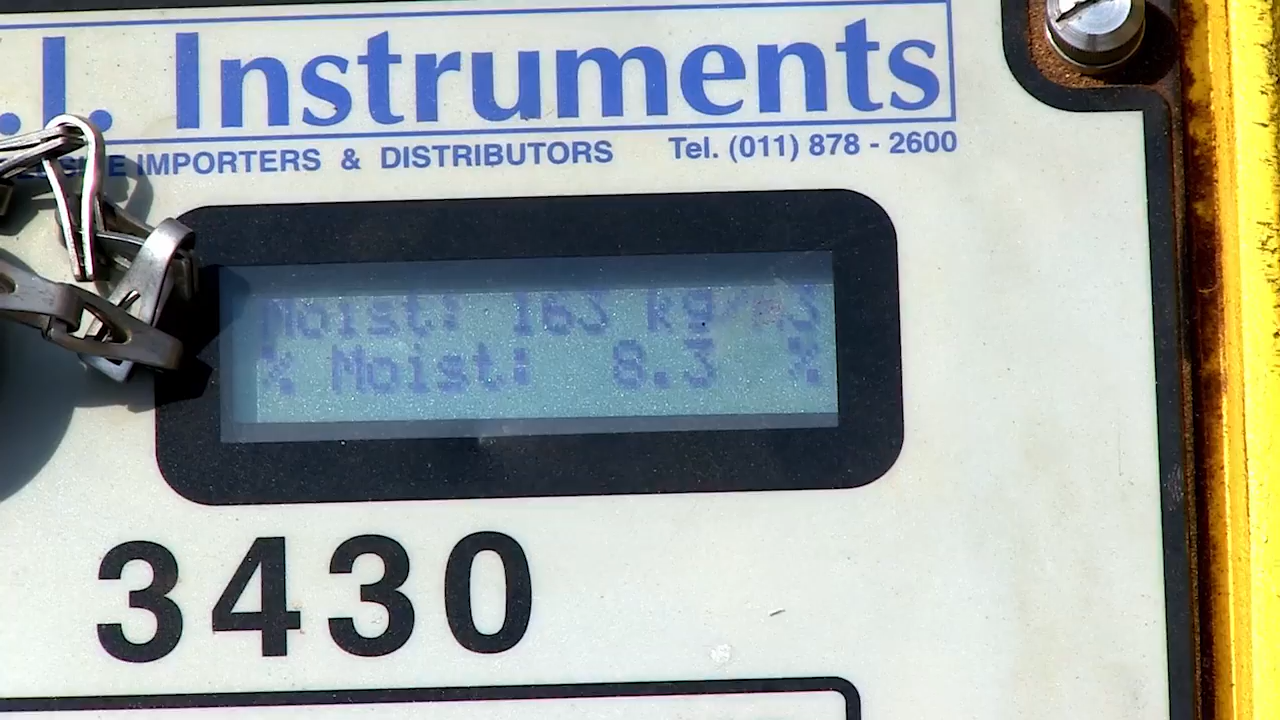 .I. Instruments
IMPORTERS & DISTRIBUTORS Tel. (011) 878 - 2600
Moist: 163 kg/m3
% Moist: 8.3 %
3430